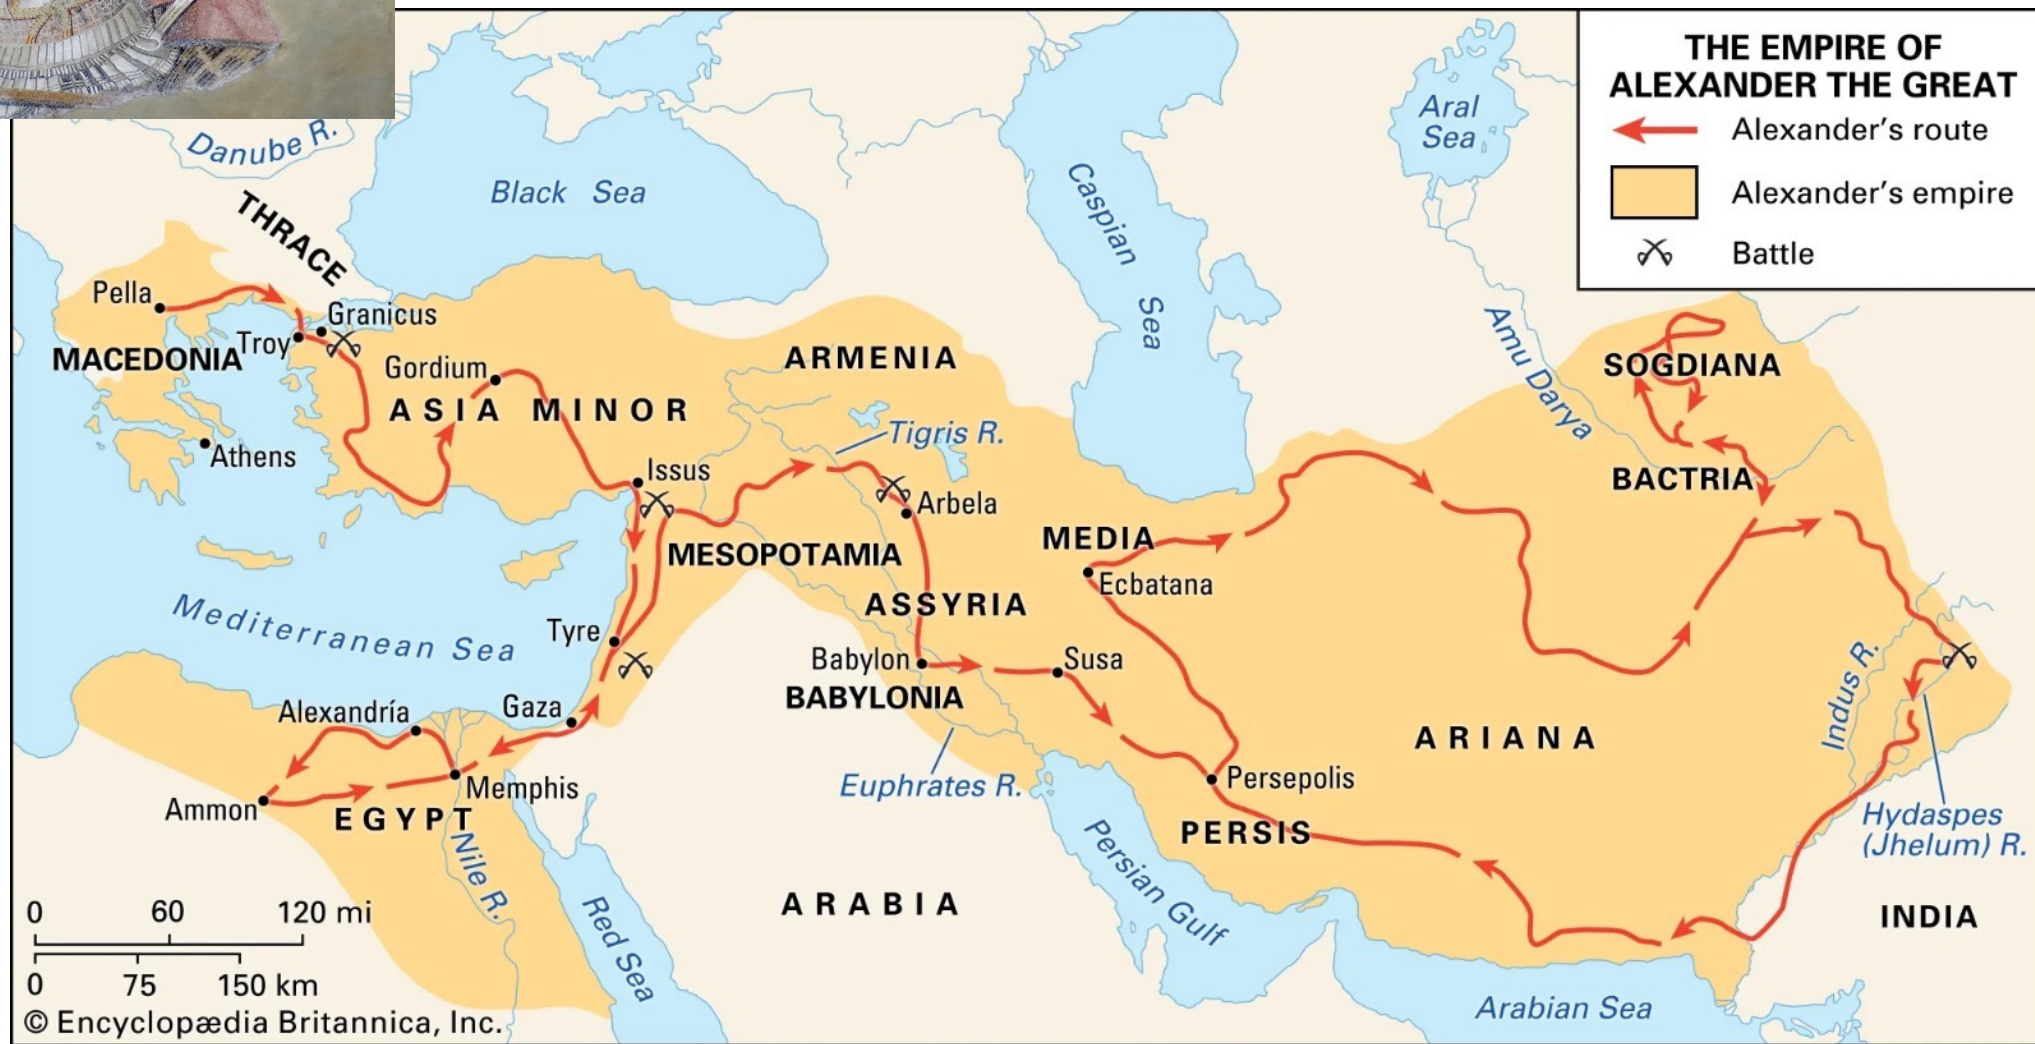 THE EMPIRE OF
ALEXANDER THE GREAT
Alexander's route
Alexander's empire
Battle
Danube R.
Black Sea
Caspian Sea
Aral
Sea
THRACE
Pella
Granicus
Troy
MACEDONIA
Gordium
ASIA MINOR
ARMENIA
Amu Darya
SOGDIANA
Athens
Tigris R.
Issus
BACTRIA
Arbela
MEDIA
MESOPOTAMIA
Ecbatana
ASSYRIA
Mediterranean Sea
Tyre
Babylon
Susa
BABYLONIA
Indus R.
Gaza
Alexandría
ARIANA
Euphrates R.
Persepolis
Memphis
Ammon
EGYPT
PERSIS
Hydaspes
(Jhelum) R.
Nile R.
Persian Gulf
ARABIA
INDIA
Red Sea
Arabian Sea
0 60 120 mi
0 75 150 km
© Encyclopædia Britannica, Inc.